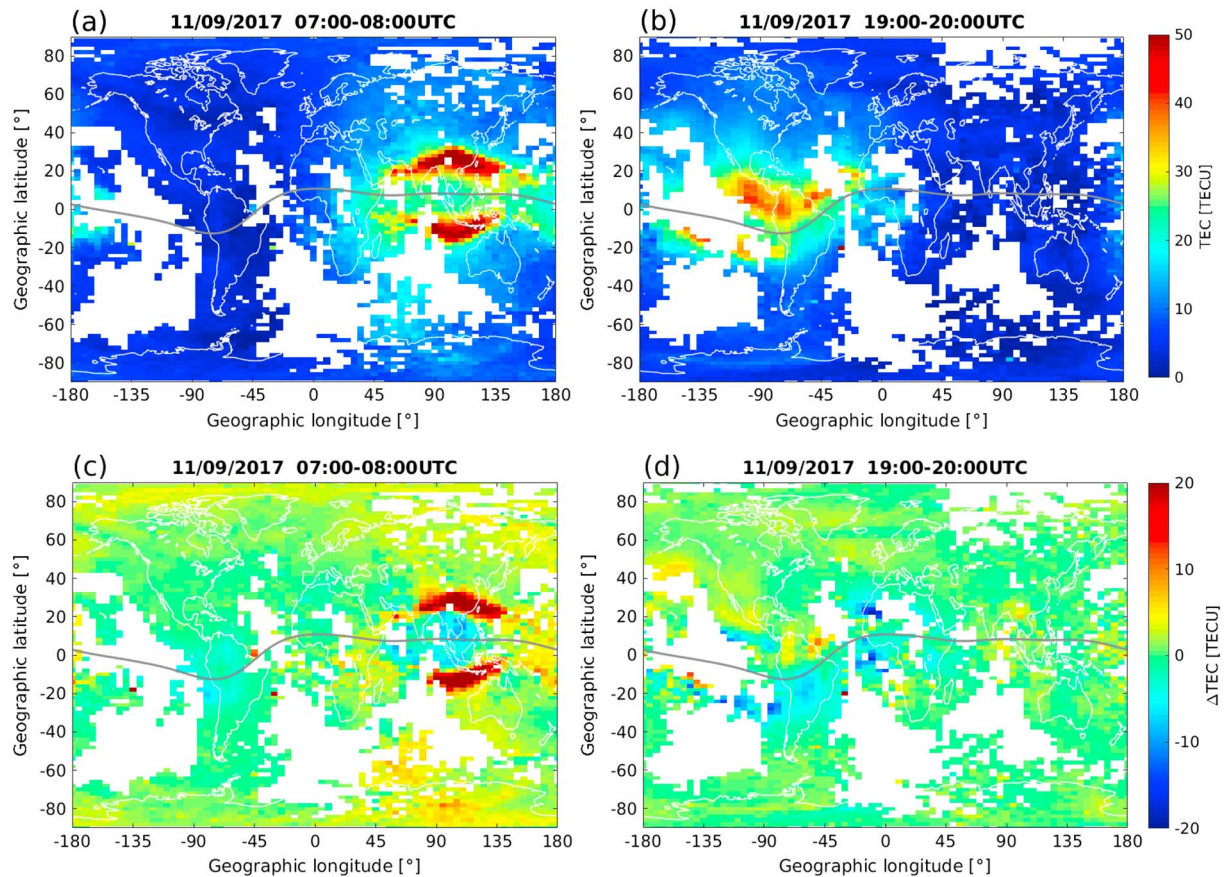 (a) 11/09/2017 07:00-08:00UTC
(b) 11/09/2017 19:00-20:00UTC
Geographic latitude [°]
80
60
40
20
0
-20
-40
-60
-80
-180 -135 -90 -45 0 45 90 135 180
Geographic longitude [°]
Geographic latitude [°]
80
60
40
20
0
-20
-40
-60
-80
-180 -135 -90 -45 0 45 90 135 180
Geographic longitude [°]
50
40
30
20
10
0
TEC [TECU]
(c) 11/09/2017 07:00-08:00UTC
(d) 11/09/2017 19:00-20:00UTC
Geographic latitude [°]
80
60
40
20
0
-20
-40
-60
-80
-180 -135 -90 -45 0 45 90 135 180
Geographic longitude [°]
Geographic latitude [°]
80
60
40
20
0
-20
-40
-60
-80
-180 -135 -90 -45 0 45 90 135 180
Geographic longitude [°]
20
10
0
-10
-20
ΔTEC [TECU]